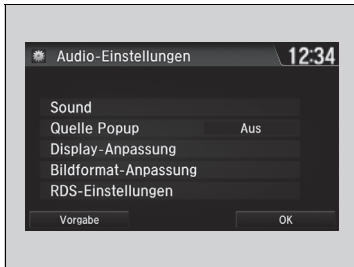 Audio-Einstellungen
12:34
Sound
Quelle Popup Aus
Display-Anpassung
Bildformat-Anpassung
RDS-Einstellungen
Vorgabe OK